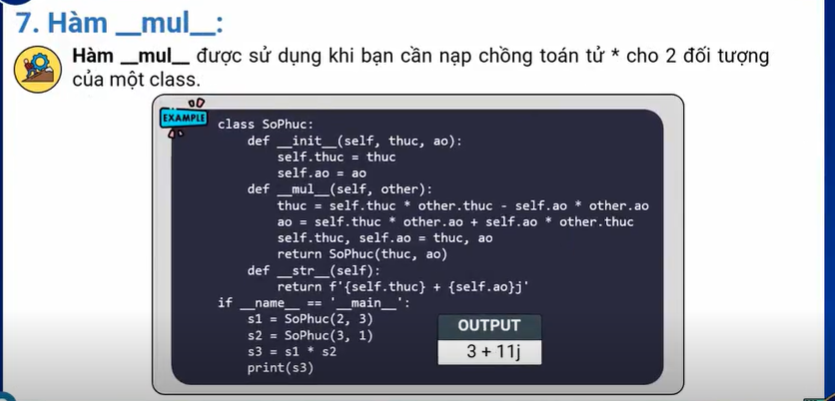 7. Hàm __mul__:
Hàm __mul__ được sử dụng khi bạn cần nạp chồng toán tử * cho 2 đối tượng
của một class.
EXAMPLE
class SoPhuc:
    def __init__(self, thuc, ao):
        self.thuc = thuc
        self.ao = ao
    def __mul__(self, other):
        thuc = self.thuc * other.thuc - self.ao * other.ao
        ao = self.thuc * other.ao + self.ao * other.thuc
        self.thuc, self.ao = thuc, ao
        return SoPhuc(thuc, ao)
    def __str__(self):
        return f'{self.thuc} + {self.ao}j'
if __name__ == '__main__':
    s1 = SoPhuc(2, 3)
    s2 = SoPhuc(3, 1)
    s3 = s1 * s2
    print(s3)
OUTPUT
3 + 11j